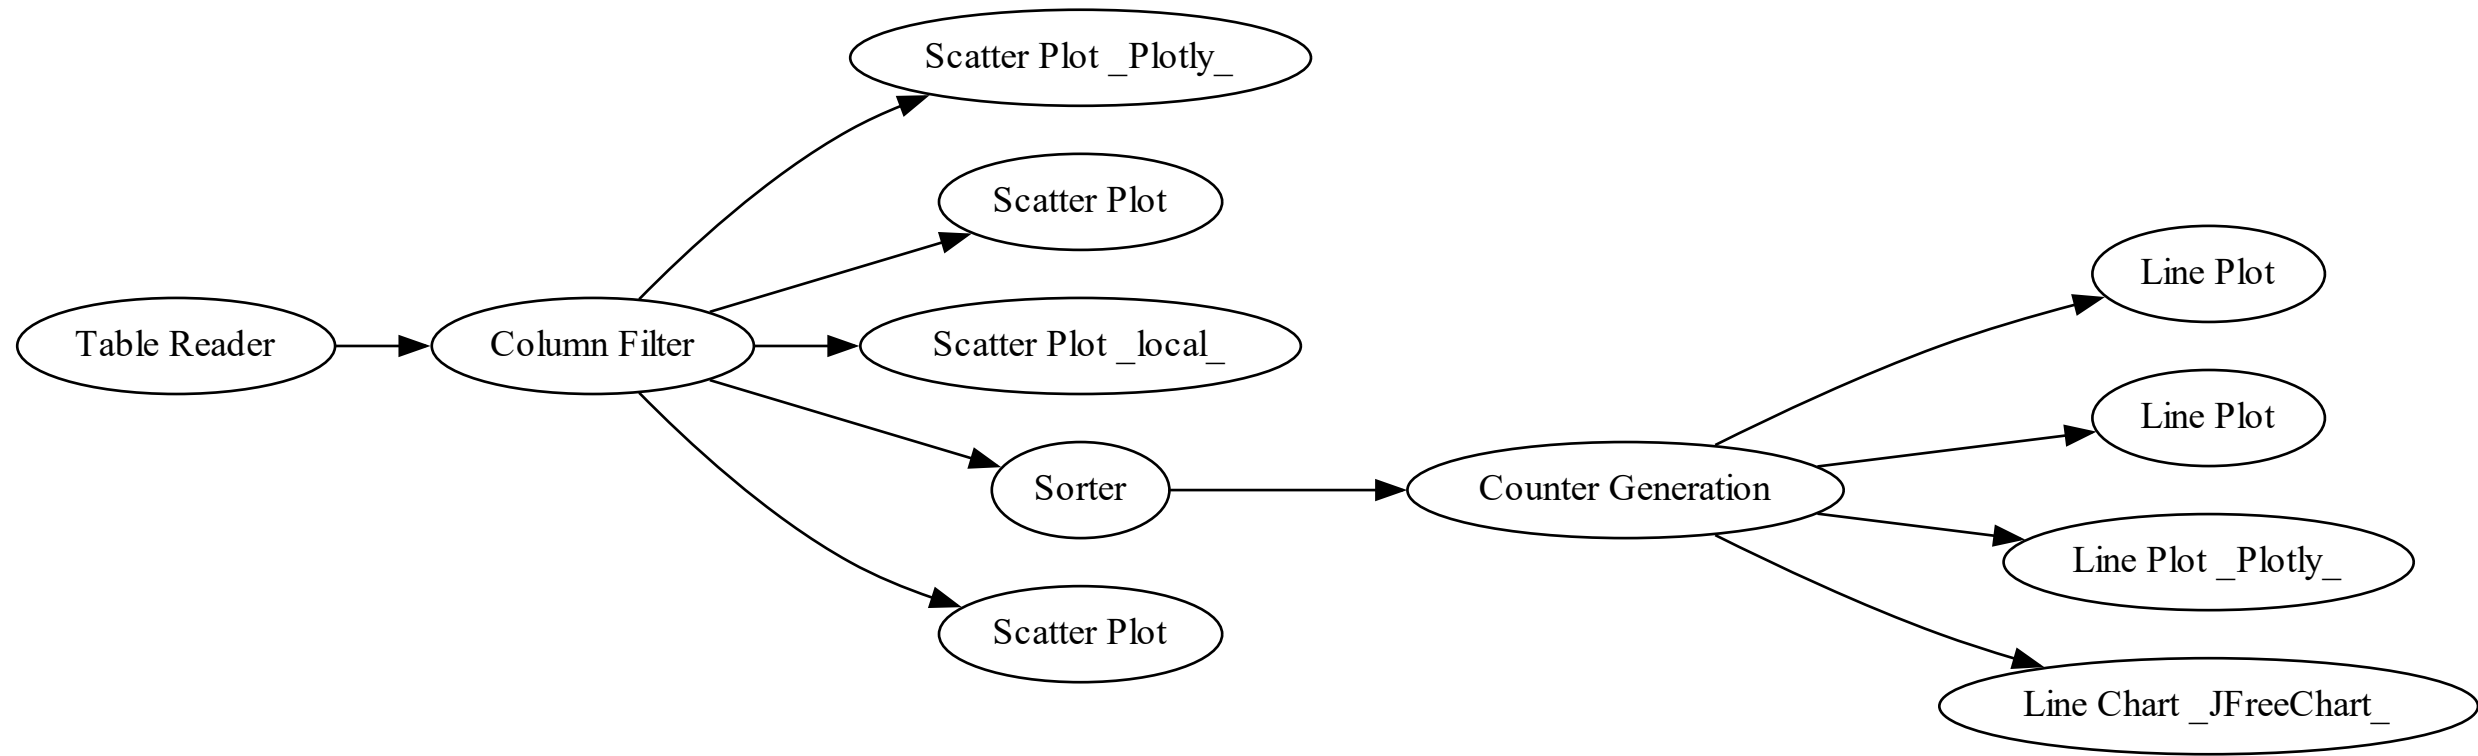 Scatter Plot _Plotly_
Scatter Plot
Line Plot
Table Reader
Column Filter
Scatter Plot _local_
Line Plot
Sorter
Counter Generation
Line Plot _Plotly_
Scatter Plot
Line Chart _JFreeChart_